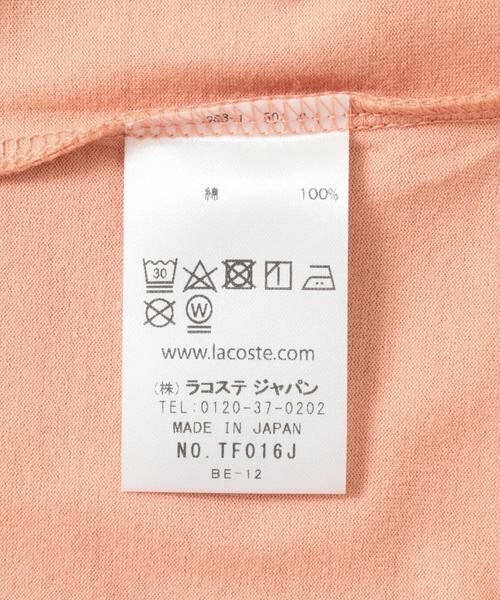 綿 100%
30
W
www.lacoste.com
(株) ラコステ ジャパン
TEL:0120-37-0202
MADE IN JAPAN
NO. TF016J
BE-12